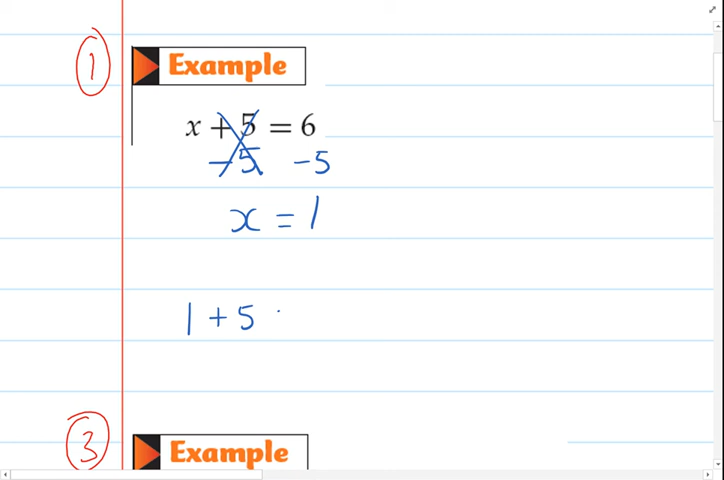 1
Example
x + 5 = 6
-5 -5
x = 1
1 + 5
3
Example